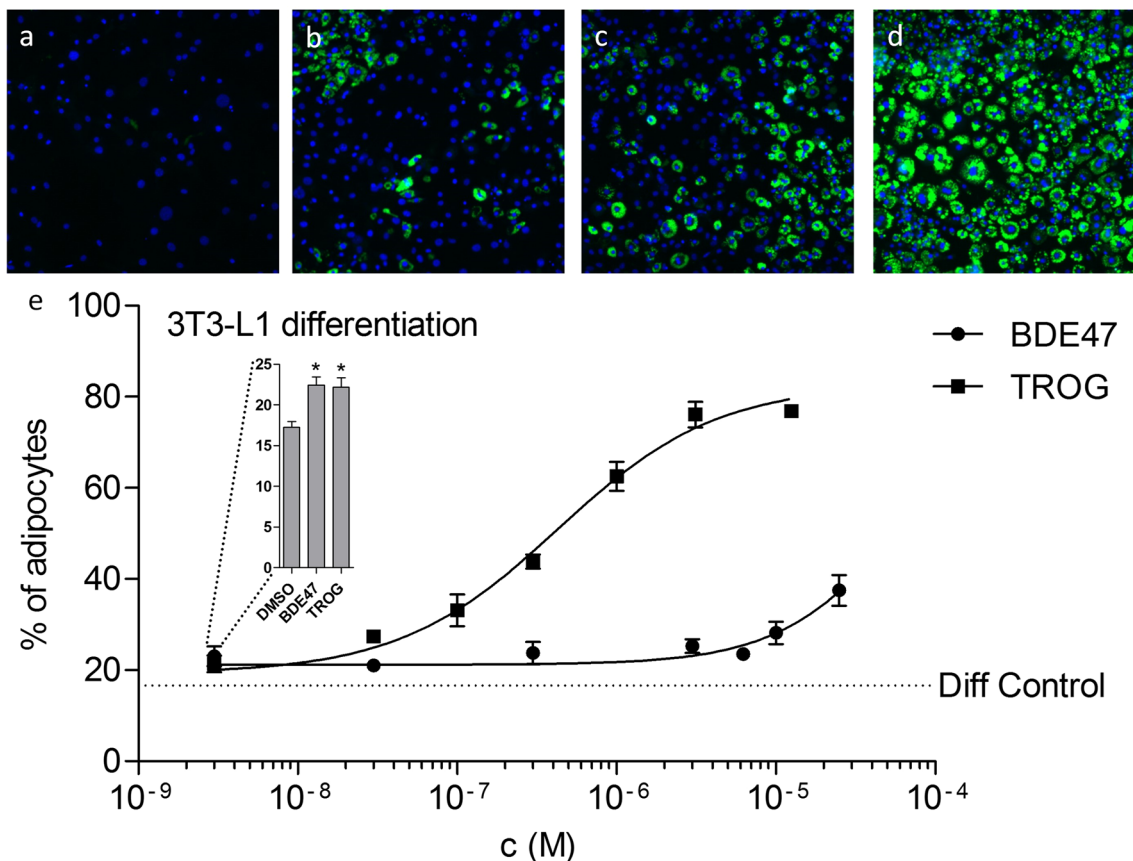 a
b
c
d
e
3T3-L1 differentiation
BDE47
TROG
% of adipocytes
100
80
60
40
20
0
25
20
15
10
5
0
*
*
DMSO
BDE47
TROG
Diff Control
10⁻⁹
10⁻⁸
10⁻⁷
10⁻⁶
10⁻⁵
10⁻⁴
c (M)